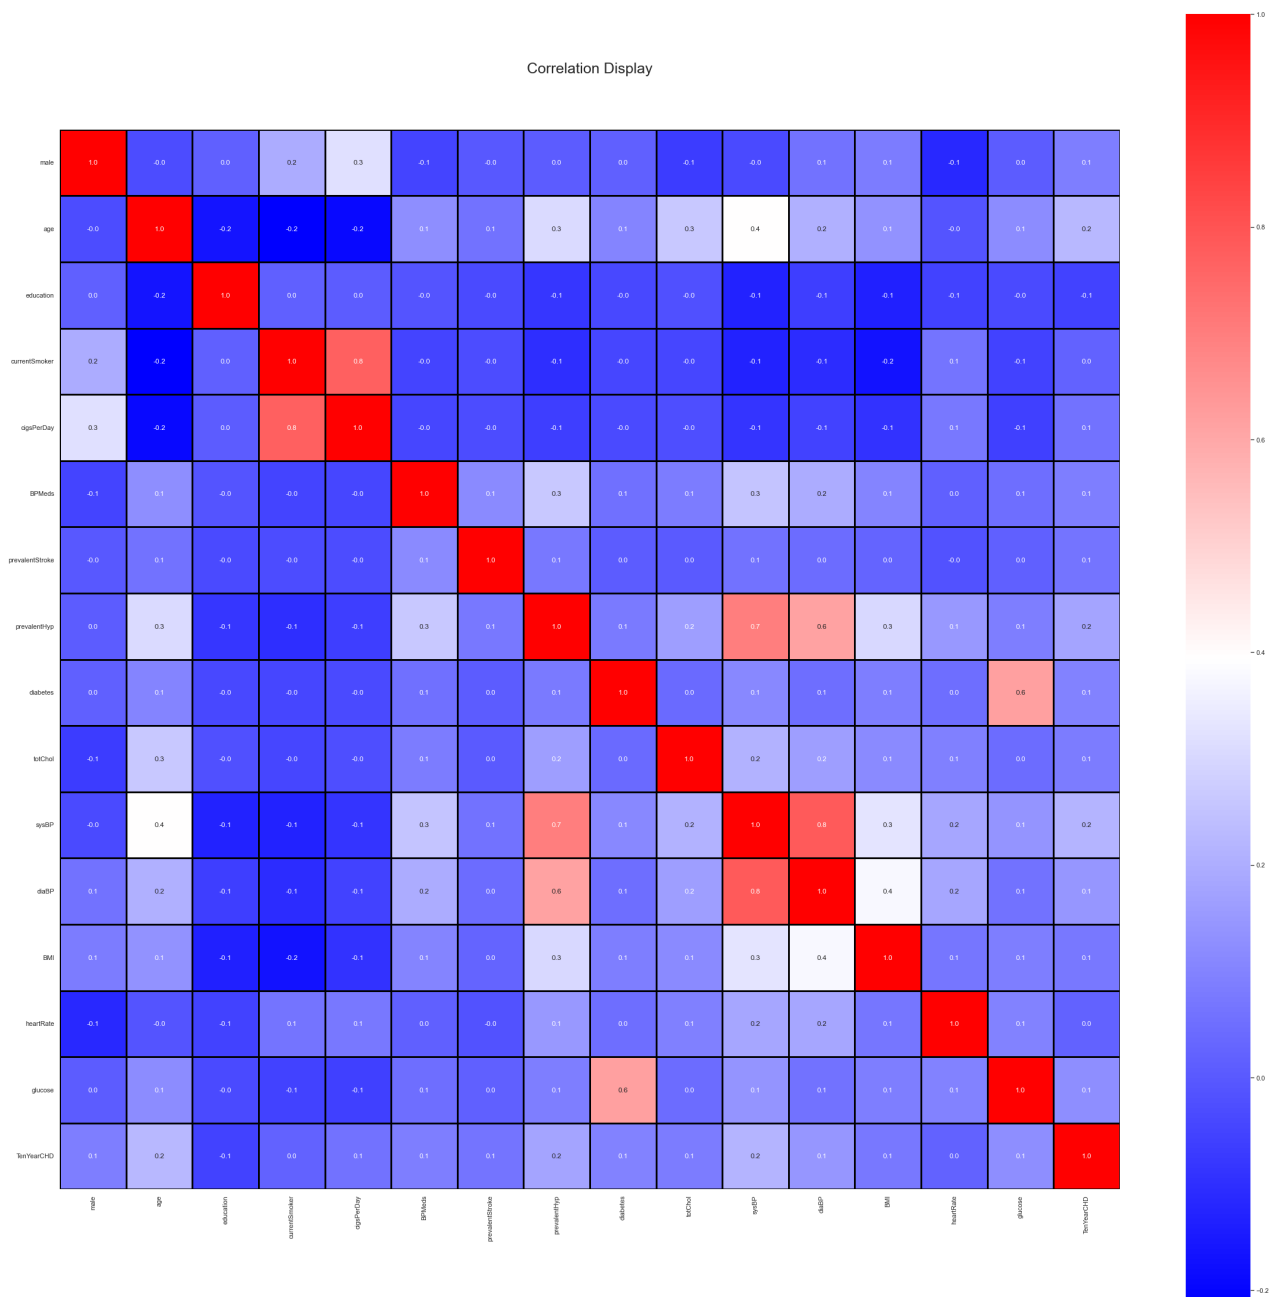 Correlation Display
1.0
0.8
0.6
0.4
0.2
0.0
-0.2
male 1.0 -0.0 0.0 0.2 0.3 -0.1 -0.0 0.0 0.0 -0.1 -0.0 0.1 0.1 -0.1 0.0 0.1
age -0.0 1.0 -0.2 -0.2 -0.2 0.1 0.1 0.3 0.1 0.3 0.4 0.2 0.1 -0.0 0.1 0.2
education 0.0 -0.2 1.0 0.0 0.0 -0.0 -0.0 -0.1 -0.0 -0.0 -0.1 -0.1 -0.1 -0.1 -0.0 -0.1
currentSmoker 0.2 -0.2 0.0 1.0 0.8 -0.0 -0.0 -0.1 -0.0 -0.0 -0.1 -0.1 -0.2 0.1 -0.1 0.0
cigsPerDay 0.3 -0.2 0.0 0.8 1.0 -0.0 -0.0 -0.1 -0.0 -0.0 -0.1 -0.1 -0.1 0.1 -0.1 0.1
BPMeds -0.1 0.1 -0.0 -0.0 -0.0 1.0 0.1 0.3 0.1 0.1 0.3 0.2 0.1 0.0 0.1 0.1
prevalentStroke -0.0 0.1 -0.0 -0.0 -0.0 0.1 1.0 0.1 0.0 0.0 0.1 0.0 0.0 -0.0 0.0 0.1
prevalentHyp 0.0 0.3 -0.1 -0.1 -0.1 0.3 0.1 1.0 0.1 0.2 0.7 0.6 0.3 0.1 0.1 0.2
diabetes 0.0 0.1 -0.0 -0.0 -0.0 0.1 0.0 0.1 1.0 0.0 0.1 0.1 0.1 0.0 0.6 0.1
totChol -0.1 0.3 -0.0 -0.0 -0.0 0.1 0.0 0.2 0.0 1.0 0.2 0.2 0.1 0.1 0.0 0.1
sysBP -0.0 0.4 -0.1 -0.1 -0.1 0.3 0.1 0.7 0.1 0.2 1.0 0.8 0.3 0.2 0.1 0.2
diaBP 0.1 0.2 -0.1 -0.1 -0.1 0.2 0.0 0.6 0.1 0.2 0.8 1.0 0.4 0.2 0.1 0.1
BMI 0.1 0.1 -0.1 -0.2 -0.1 0.1 0.0 0.3 0.1 0.1 0.3 0.4 1.0 0.1 0.1 0.1
heartRate -0.1 -0.0 -0.1 0.1 0.1 0.0 -0.0 0.1 0.0 0.1 0.2 0.2 0.1 1.0 0.1 0.0
glucose 0.0 0.1 -0.0 -0.1 -0.1 0.1 0.0 0.1 0.6 0.0 0.1 0.1 0.1 0.1 1.0 0.1
TenYearCHD 0.1 0.2 -0.1 0.0 0.1 0.1 0.1 0.2 0.1 0.1 0.2 0.1 0.1 0.0 0.1 1.0
male age education currentSmoker cigsPerDay BPMeds prevalentStroke prevalentHyp diabetes totChol sysBP diaBP BMI heartRate glucose TenYearCHD